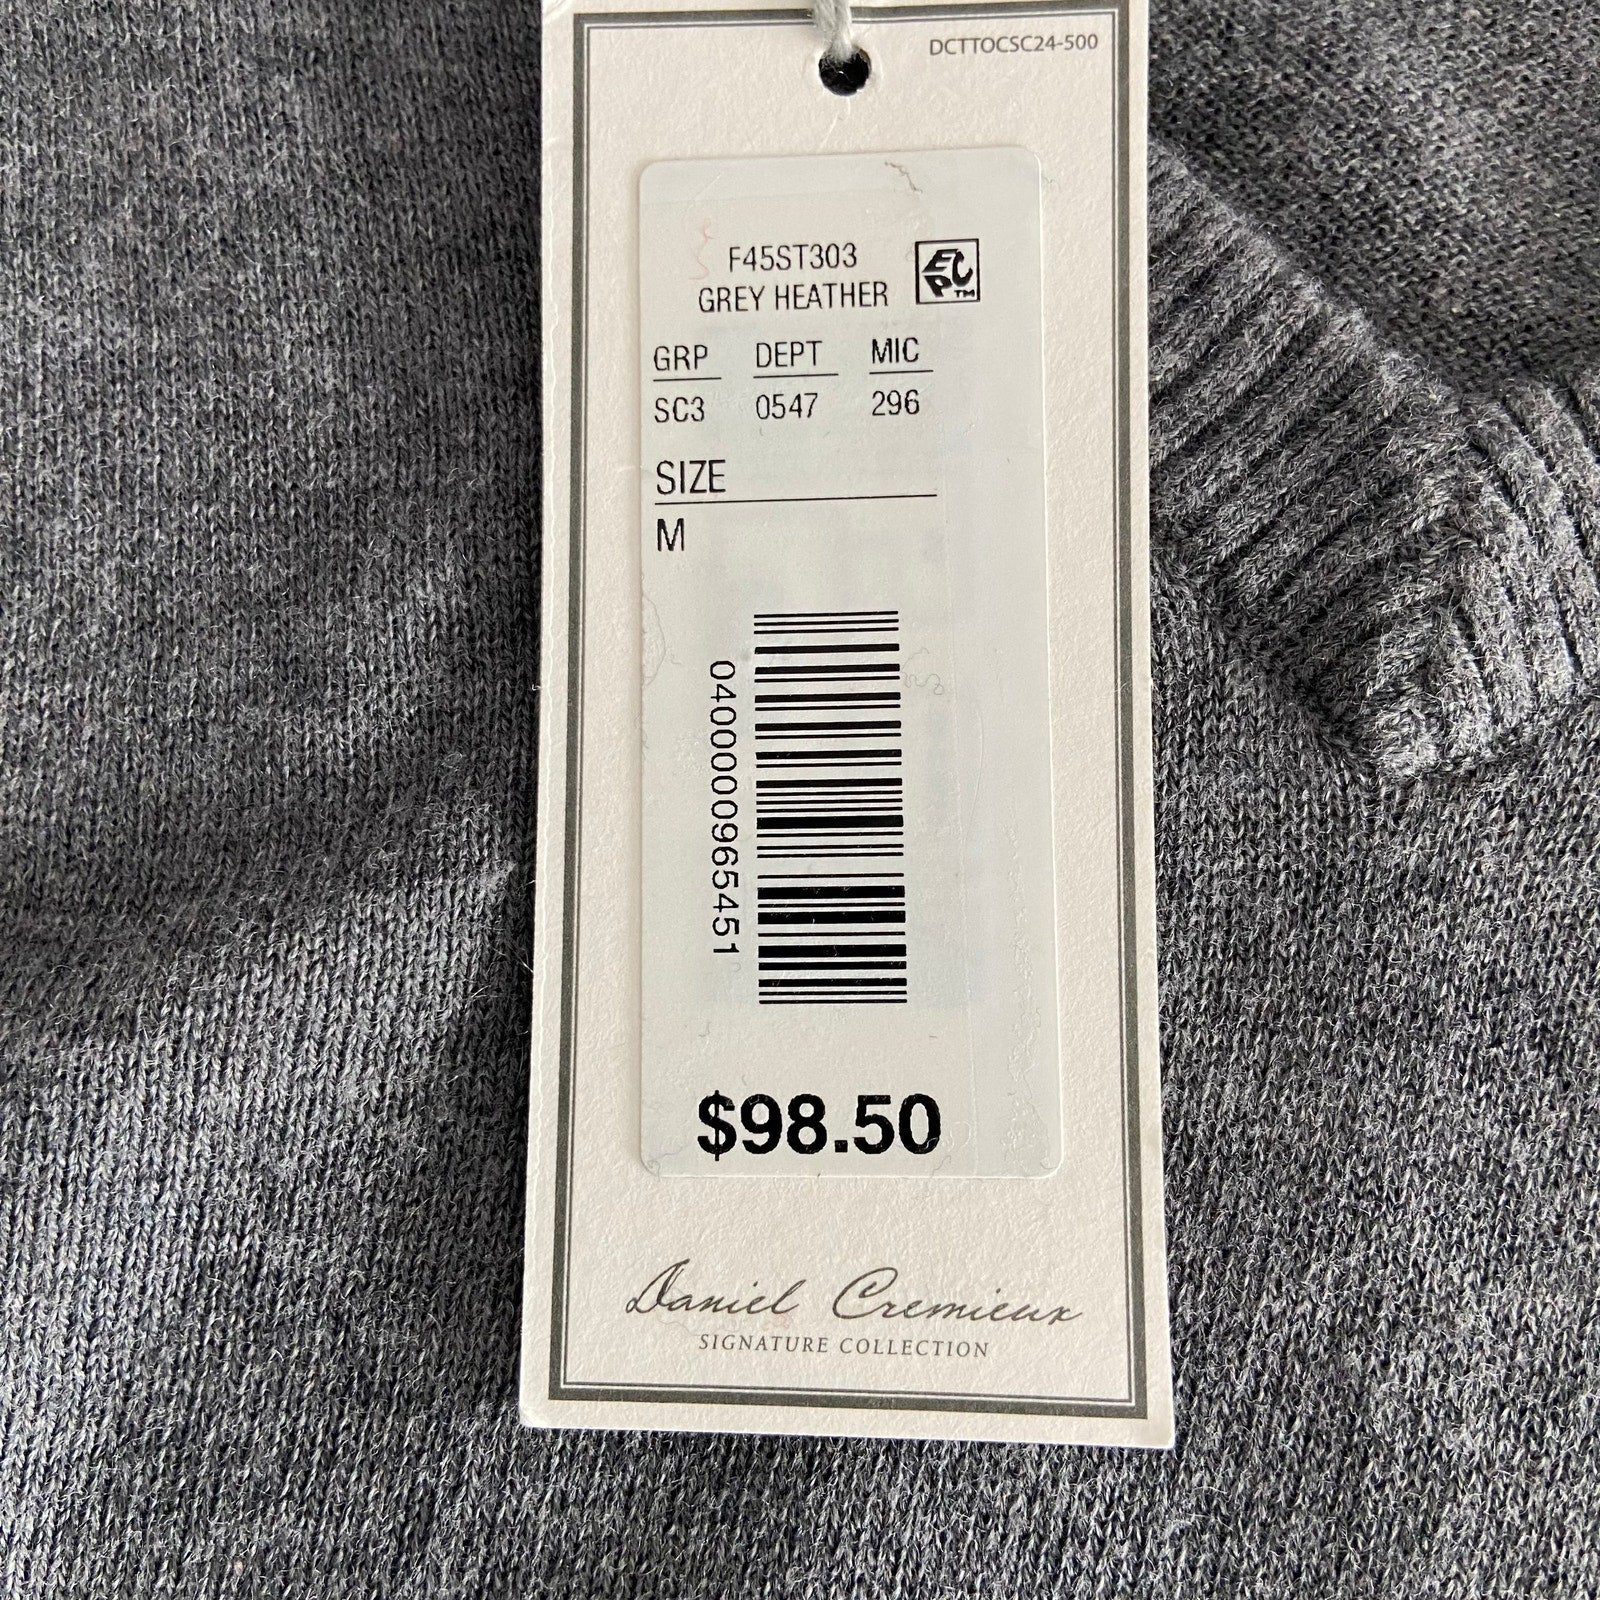 DCTTOCSC24-500
F45ST303
GREY HEATHER
ECP™
GRP DEPT MIC
SC3 0547 296
SIZE
M
0400000965451
$98.50
Daniel Cremieux
SIGNATURE COLLECTION